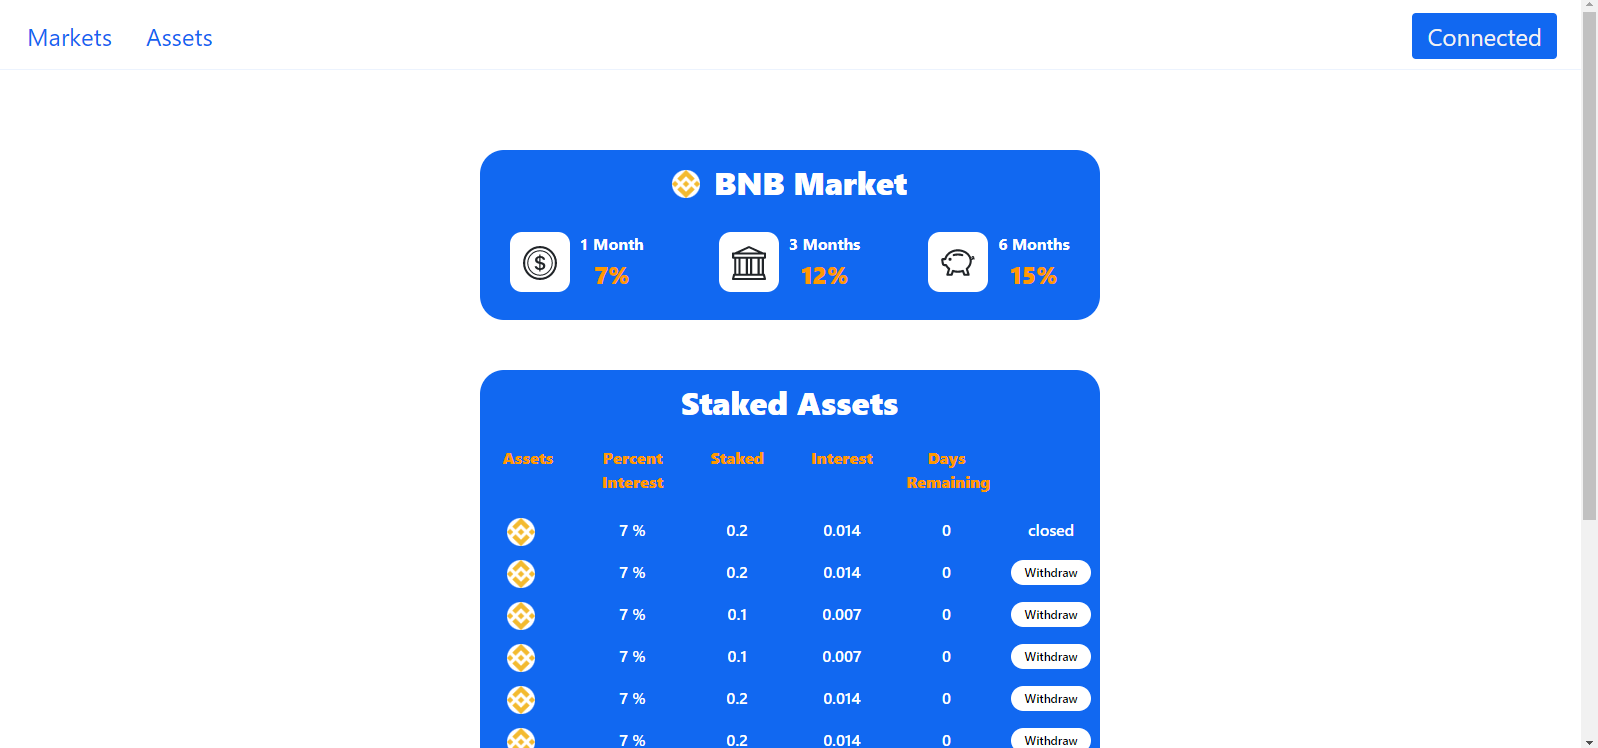 Markets Assets Connected
BNB Market
1 Month 3 Months 6 Months
7% 12% 15%
Staked Assets
Assets Percent Staked Interest Days
Interest Remaining
7 % 0.2 0.014 0 closed
7 % 0.2 0.014 0 Withdraw
7 % 0.1 0.007 0 Withdraw
7 % 0.1 0.007 0 Withdraw
7 % 0.2 0.014 0 Withdraw
7 % 0.2 0.014 0 Withdraw